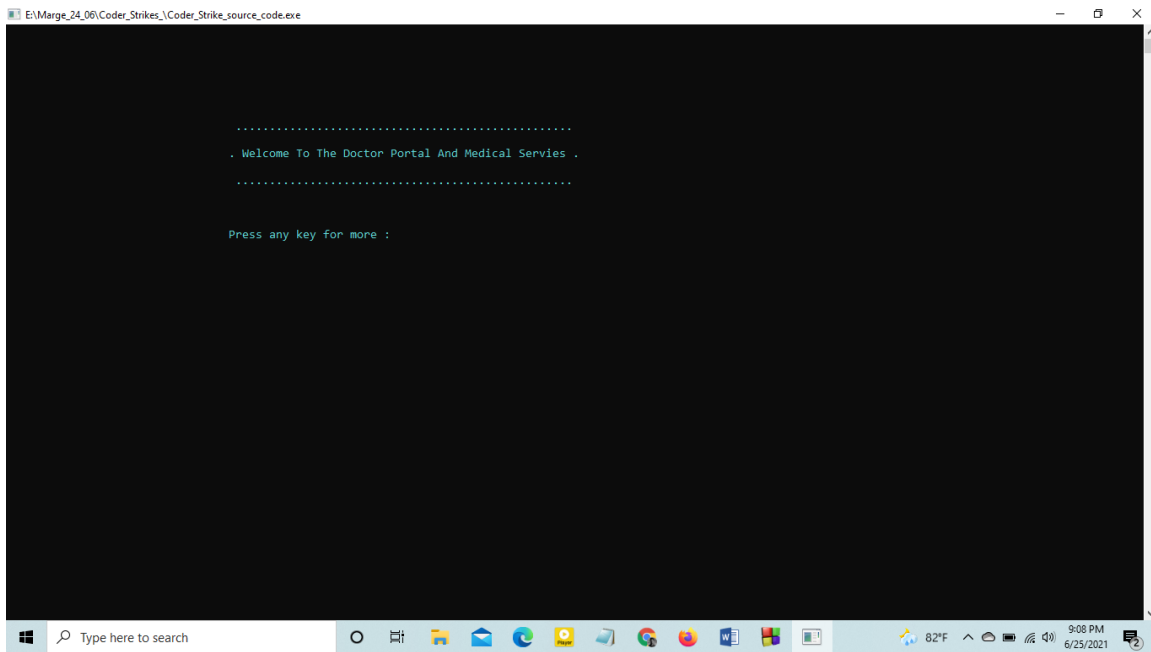 E:\Marge_24_06\Coder_Strikes_\Coder_Strike_source_code.exe
..................................................
. Welcome To The Doctor Portal And Medical Servies .
..................................................
Press any key for more :
Type here to search
82°F
9:08 PM
6/25/2021
2